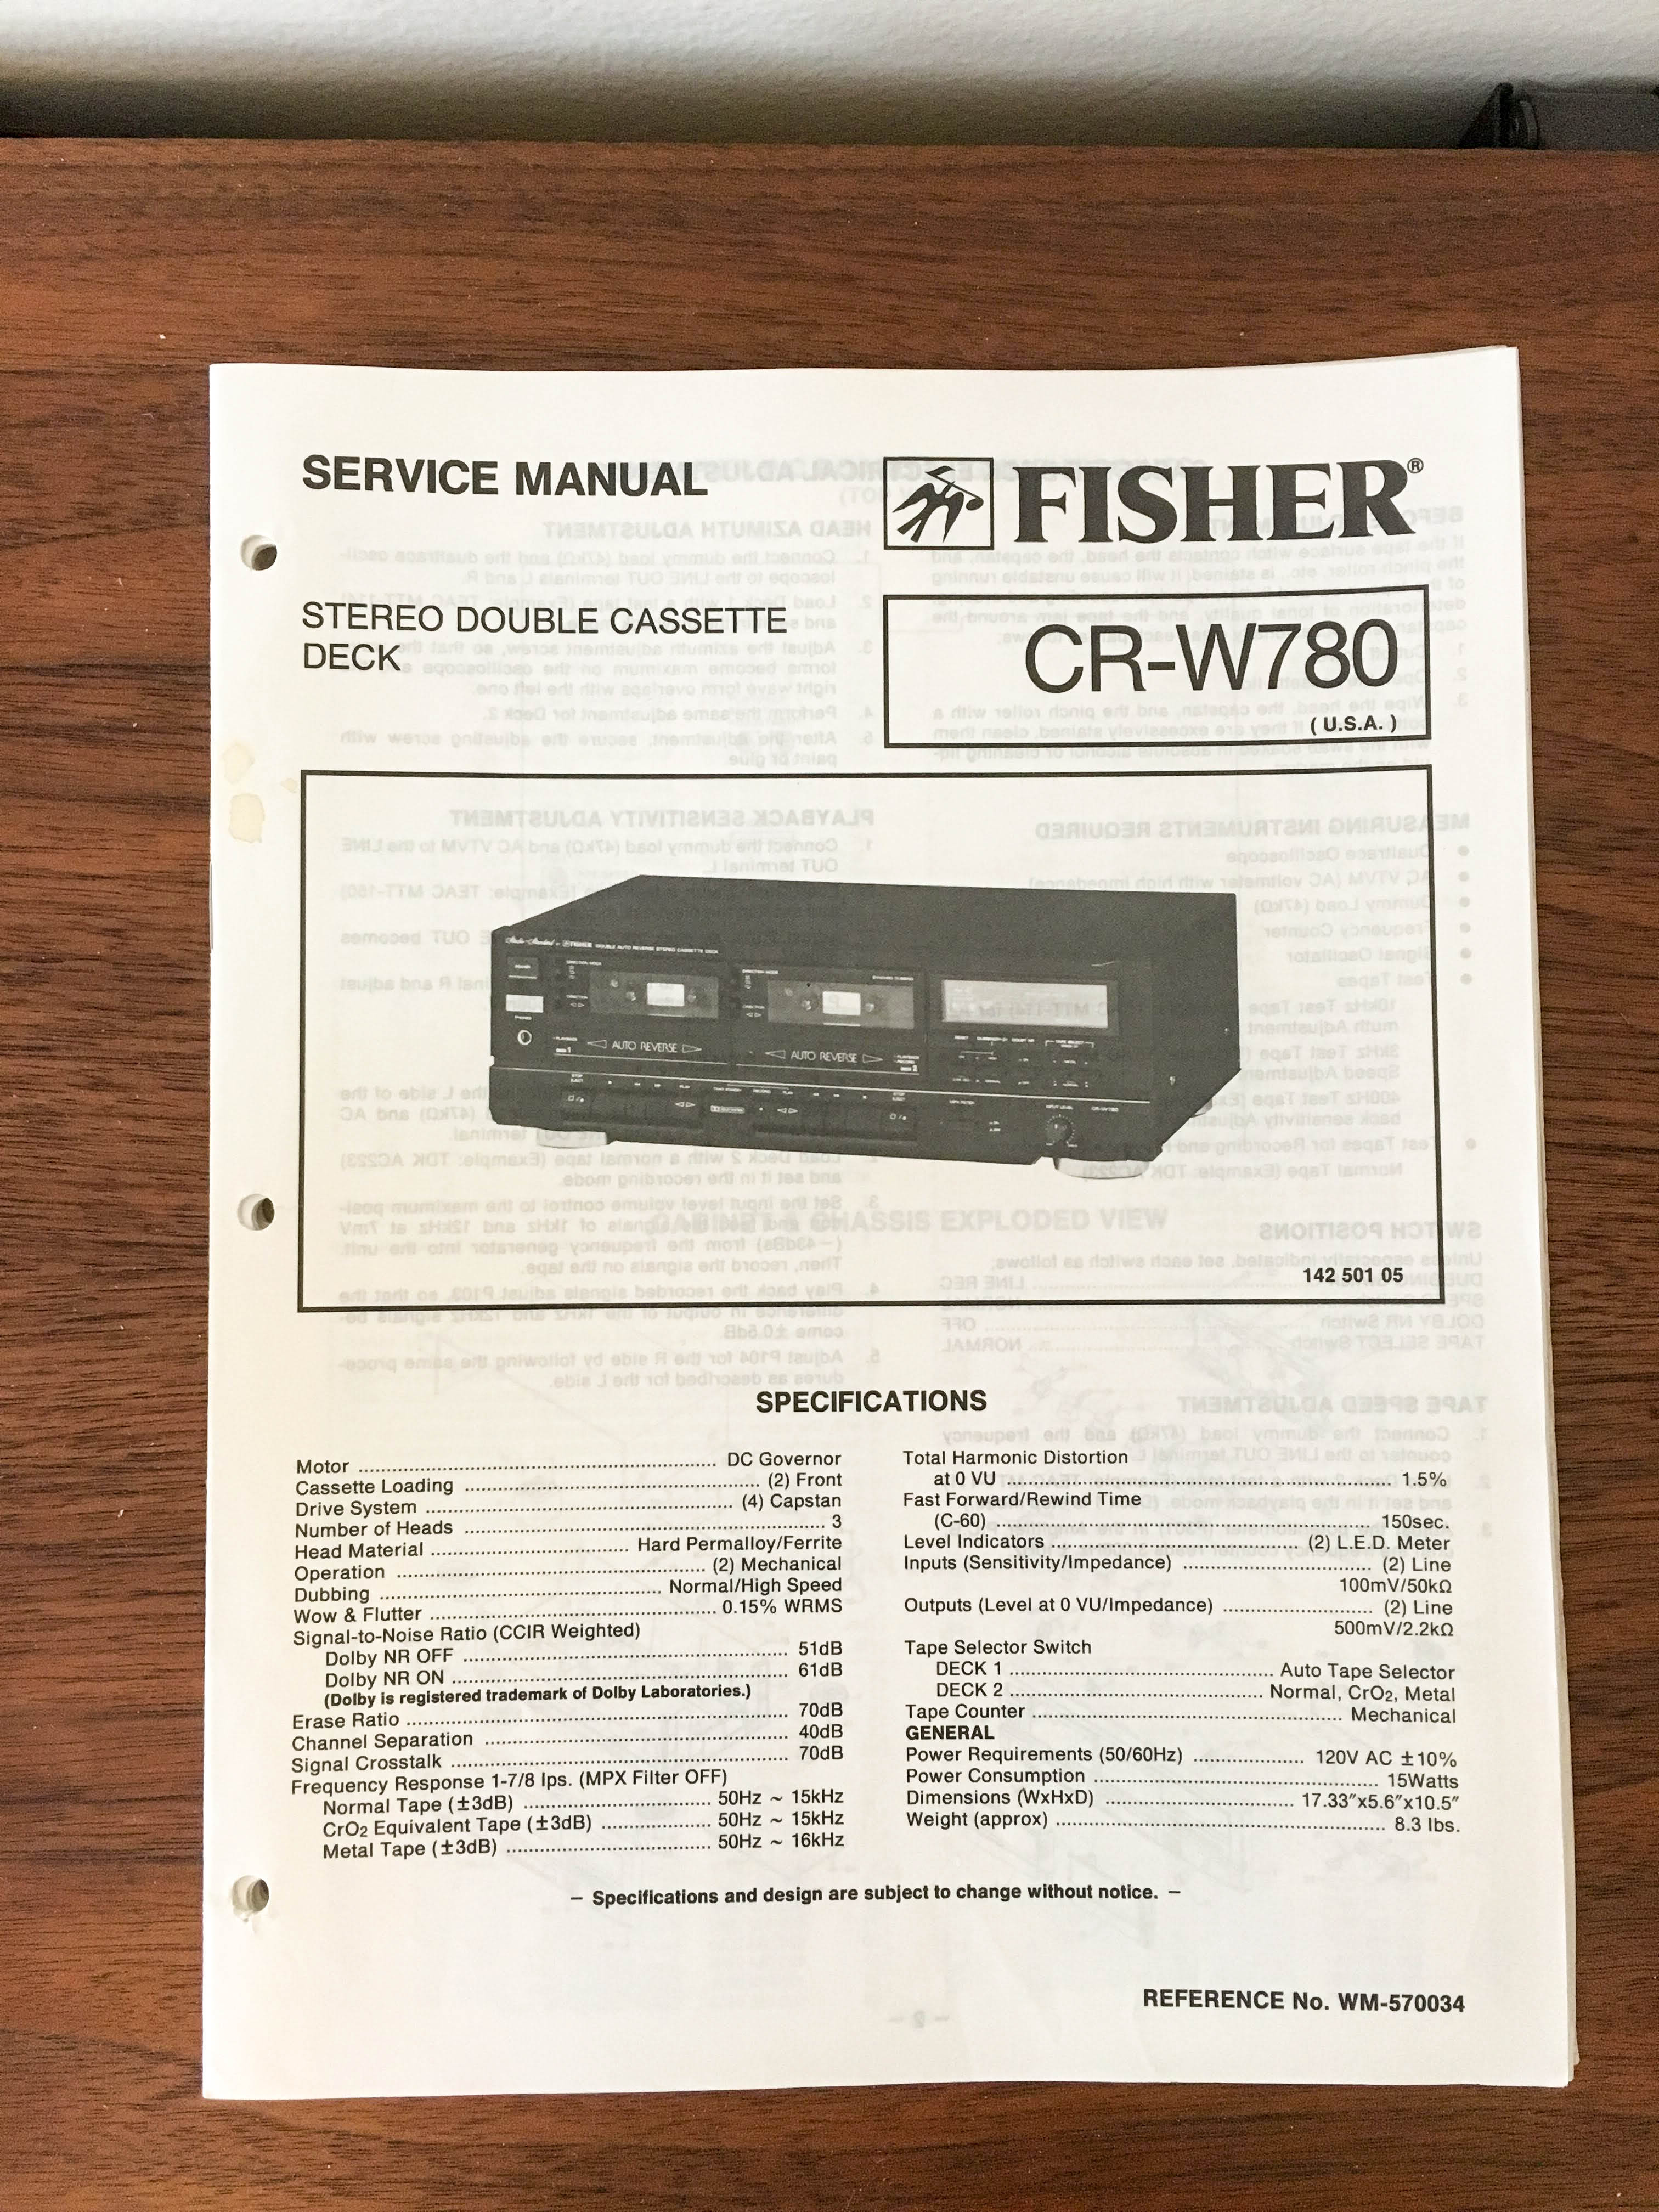 SERVICE MANUAL
FISHER®
STEREO DOUBLE CASSETTE
DECK
CR-W780
( U.S.A. )
FISHER DOUBLE AUTO REVERSE STEREO CASSETTE DECK
AUTO REVERSE
AUTO REVERSE
CR-W780
142 501 05
SPECIFICATIONS
Motor ........ DC Governor
Cassette Loading ........ (2) Front
Drive System ........ (4) Capstan
Number of Heads ........ 3
Head Material ........ Hard Permalloy/Ferrite
Operation ........ (2) Mechanical
Dubbing ........ Normal/High Speed
Wow & Flutter ........ 0.15% WRMS
Signal-to-Noise Ratio (CCIR Weighted)
Dolby NR OFF ........ 51dB
Dolby NR ON ........ 61dB
(Dolby is registered trademark of Dolby Laboratories.)
Erase Ratio ........ 70dB
Channel Separation ........ 40dB
Signal Crosstalk ........ 70dB
Frequency Response 1-7/8 Ips. (MPX Filter OFF)
Normal Tape (±3dB) ........ 50Hz ~ 15kHz
CrO₂ Equivalent Tape (±3dB) ........ 50Hz ~ 15kHz
Metal Tape (±3dB) ........ 50Hz ~ 16kHz
Total Harmonic Distortion
at 0 VU ........ 1.5%
Fast Forward/Rewind Time
(C-60) ........ 150sec.
Level Indicators ........ (2) L.E.D. Meter
Inputs (Sensitivity/Impedance) ........ (2) Line
100mV/50kΩ
Outputs (Level at 0 VU/Impedance) ........ (2) Line
500mV/2.2kΩ
Tape Selector Switch
DECK 1 ........ Auto Tape Selector
DECK 2 ........ Normal, CrO₂, Metal
Tape Counter ........ Mechanical
GENERAL
Power Requirements (50/60Hz) ........ 120V AC ±10%
Power Consumption ........ 15Watts
Dimensions (WxHxD) ........ 17.33″x5.6″x10.5″
Weight (approx) ........ 8.3 lbs.
– Specifications and design are subject to change without notice. –
REFERENCE No. WM-570034